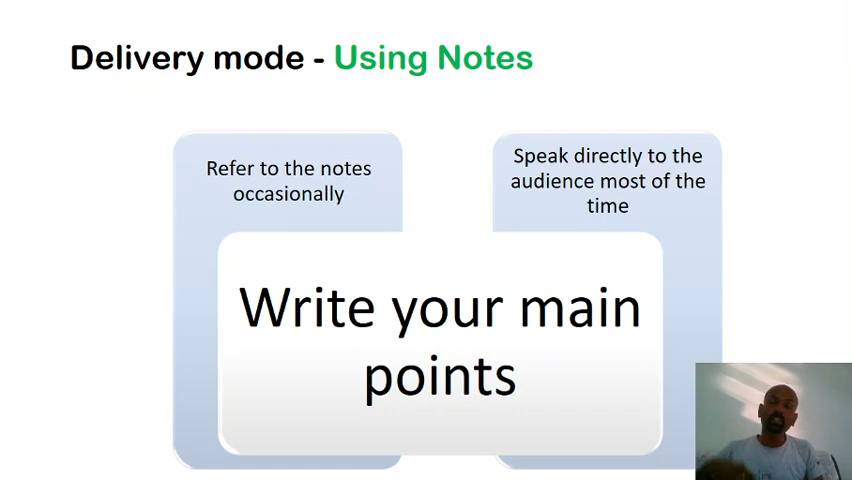 Delivery mode - Using Notes
Refer to the notes
occasionally
Speak directly to the
audience most of the
time
Write your main
points